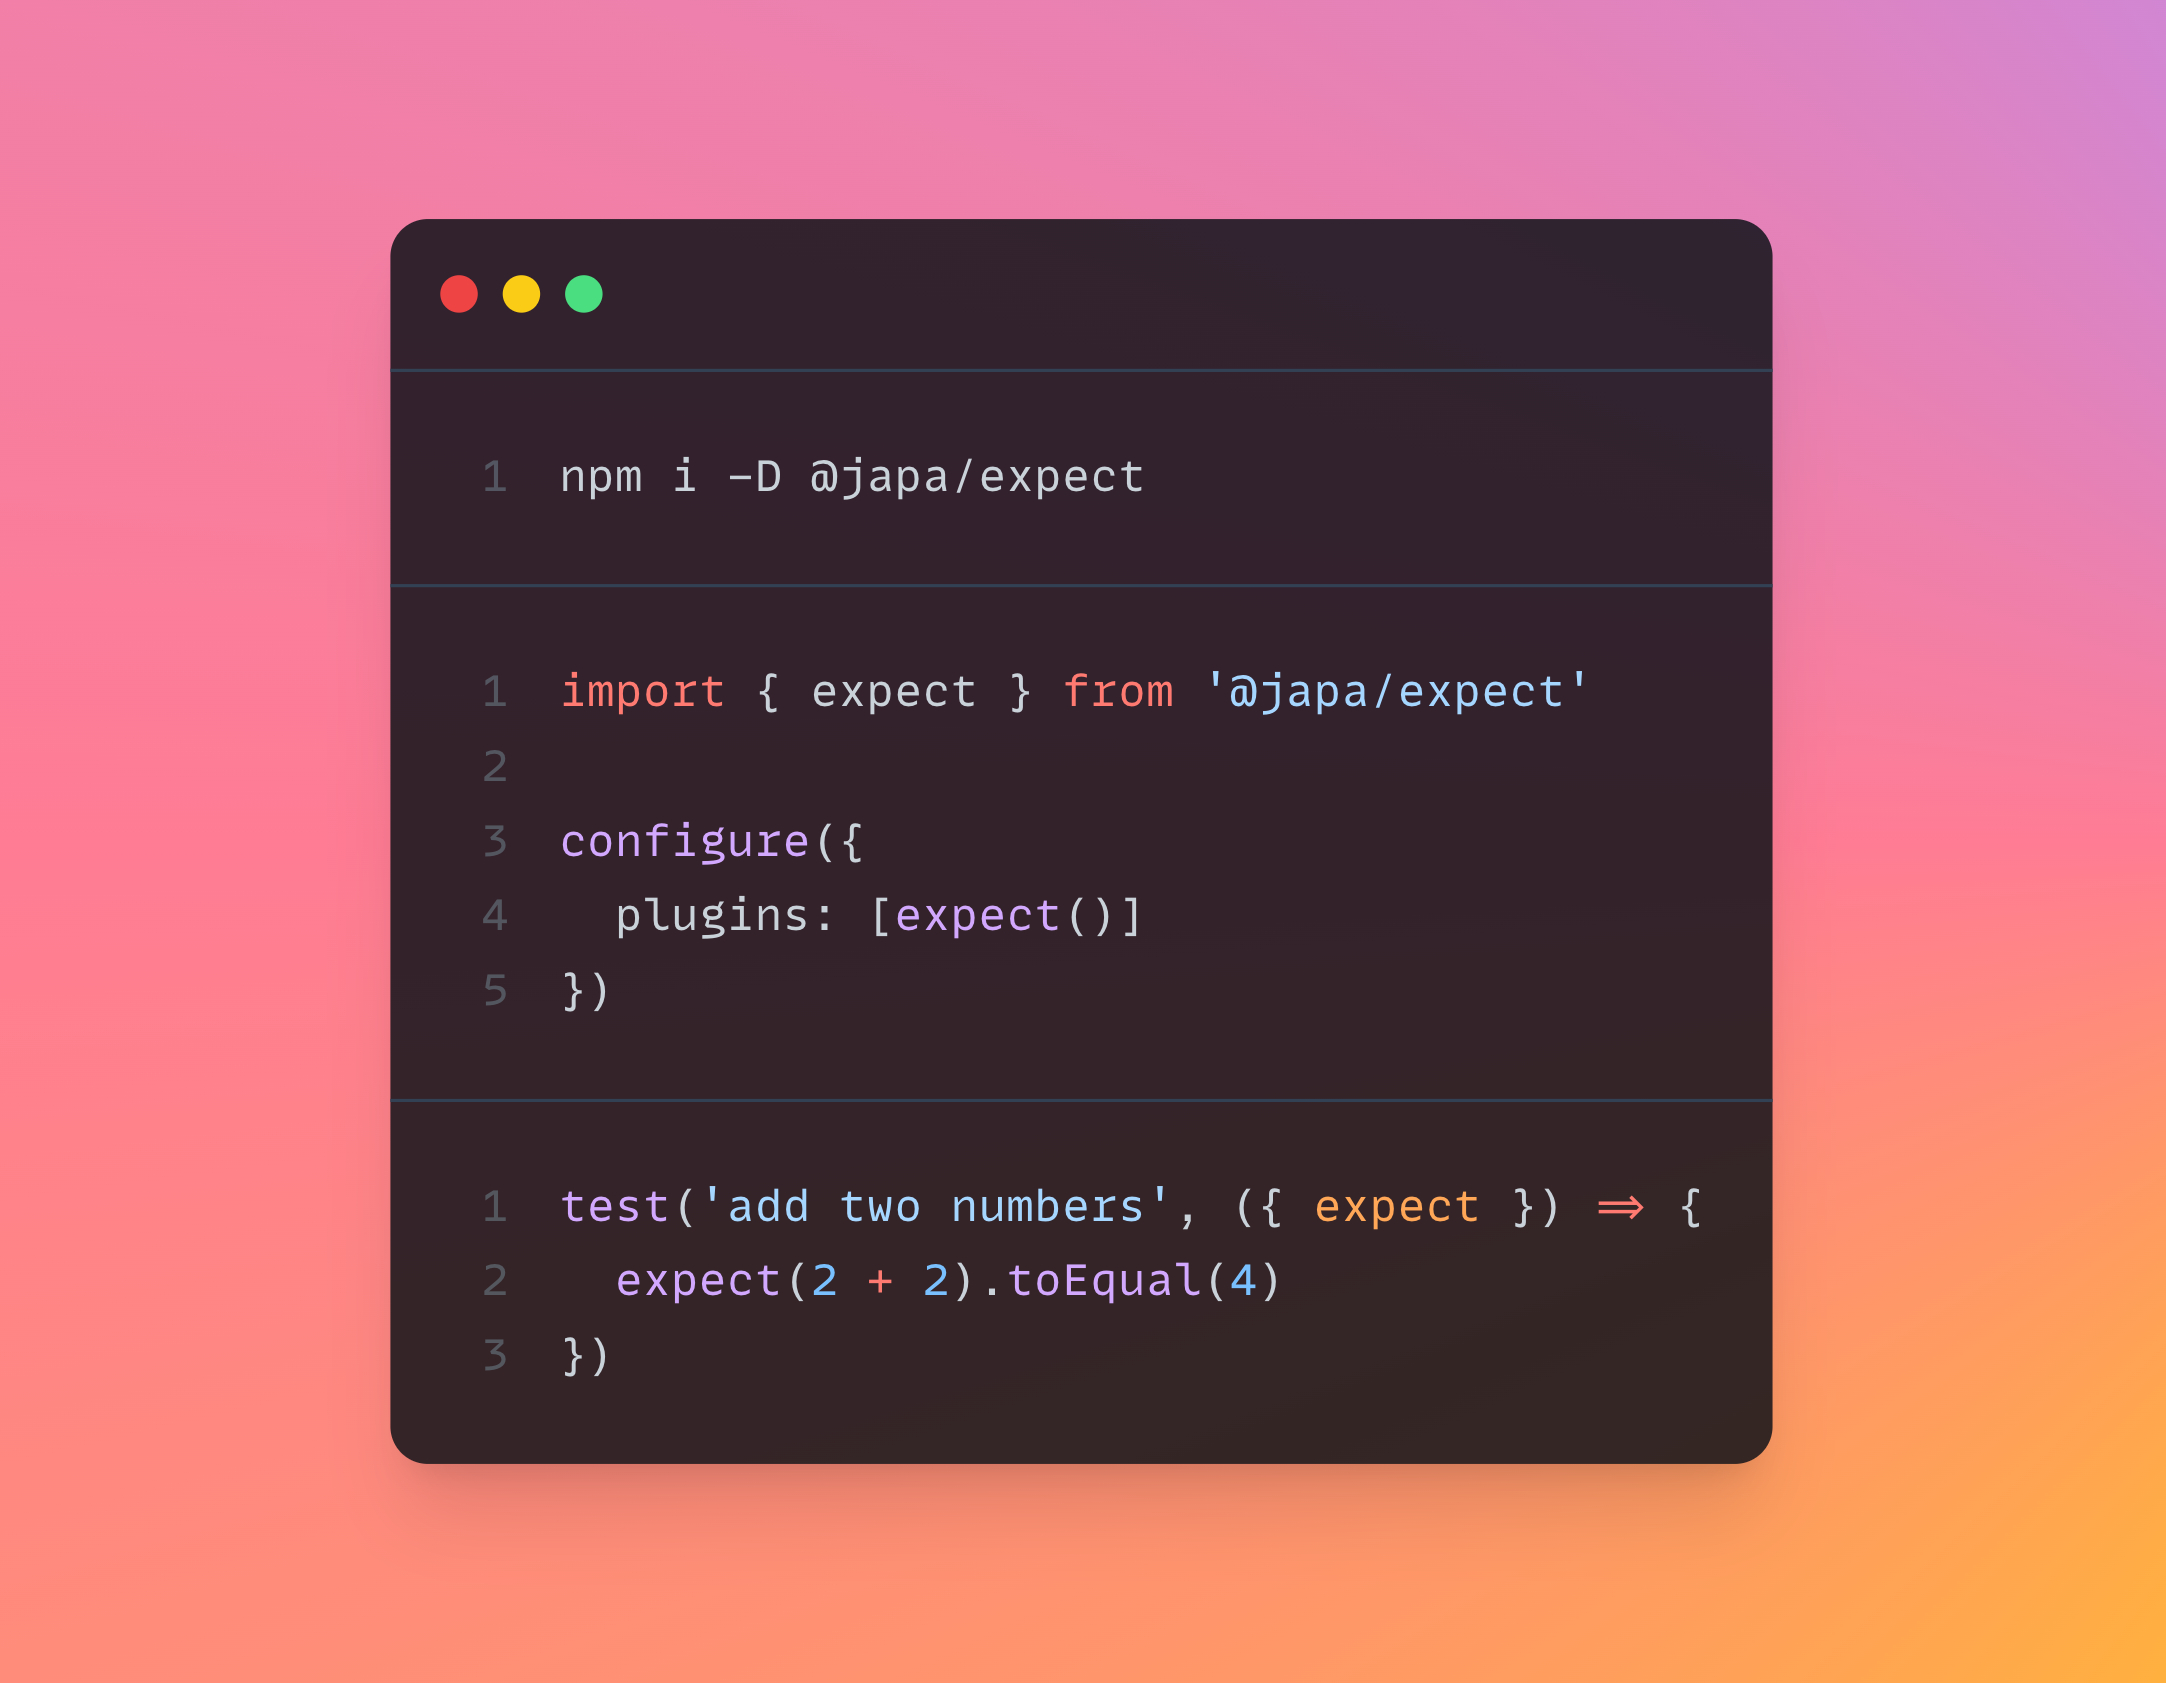 1 npm i -D @japa/expect
1 import { expect } from '@japa/expect'
2
3 configure({
4   plugins: [expect()]
5 })
1 test('add two numbers', ({ expect }) => {
2   expect(2 + 2).toEqual(4)
3 })